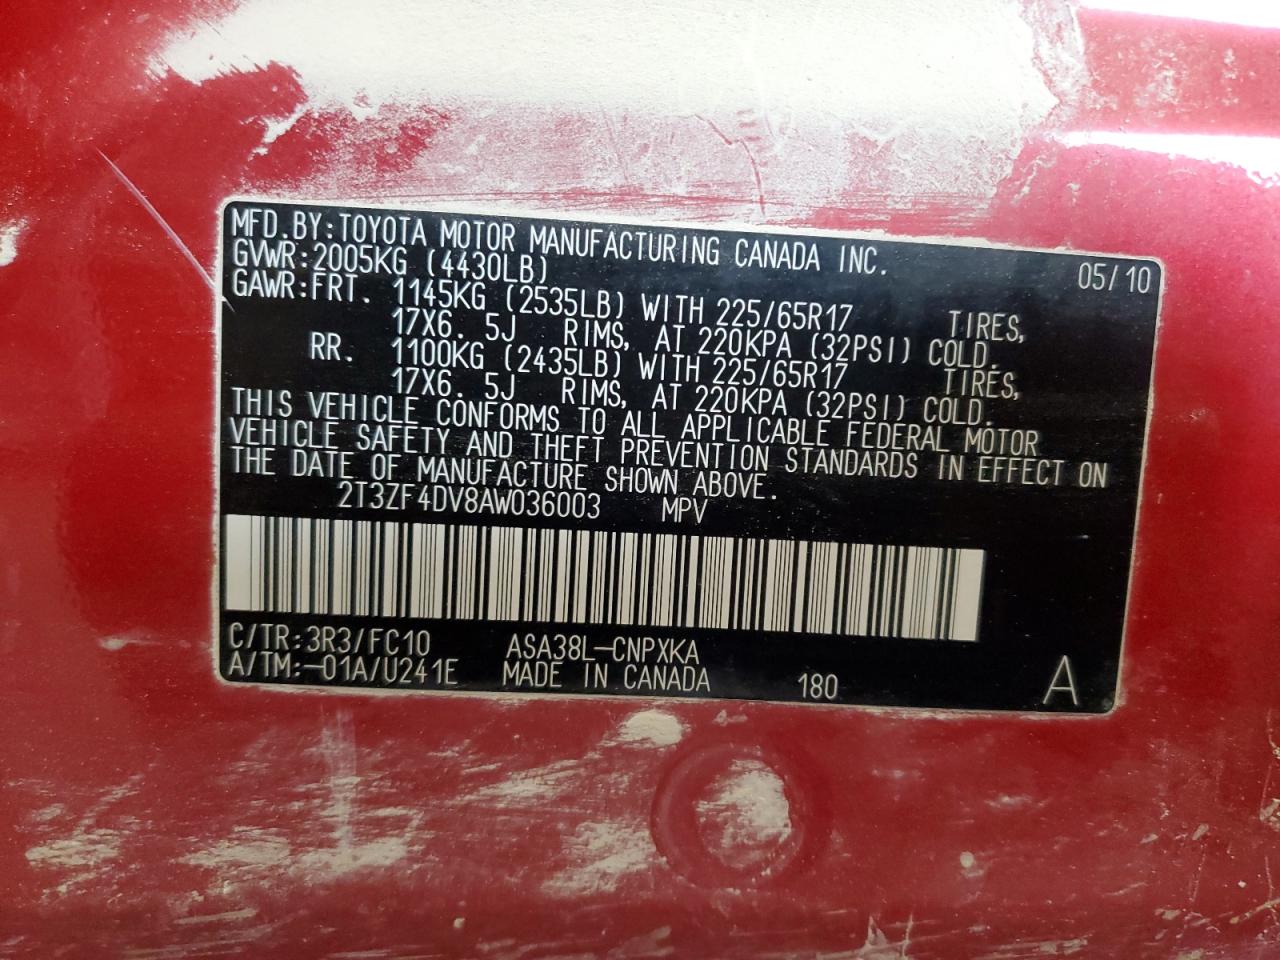 MFD.BY:TOYOTA MOTOR MANUFACTURING CANADA INC.
GVWR:2005KG (4430LB) 05/10
GAWR:FRT. 1145KG (2535LB) WITH 225/65R17 TIRES,
17X6. 5J RIMS, AT 220KPA (32PSI) COLD.
RR. 1100KG (2435LB) WITH 225/65R17 TIRES,
17X6. 5J RIMS, AT 220KPA (32PSI) COLD.
THIS VEHICLE CONFORMS TO ALL APPLICABLE FEDERAL MOTOR
VEHICLE SAFETY AND THEFT PREVENTION STANDARDS IN EFFECT ON
THE DATE OF MANUFACTURE SHOWN ABOVE.
2T3ZF4DV8AW036003 MPV
C/TR:3R3/FC10 ASA38L-CNPXKA
A/TM:-01A/U241E MADE IN CANADA 180 A